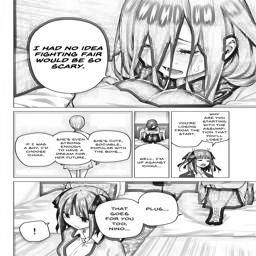 I HAD NO IDEA
FIGHTING FAIR
WOULD BE SO
SCARY.
WHY
ARE YOU
STARTING
WITH THE
ASSUMP-
TION THAT
YOU'LL
LOSE?
YOU'RE
LOSING
FROM THE
START.
WELL, I'M
UP AGAINST
ICHIKA...
SHE'S CUTE,
SOCIABLE,
POPULAR WITH
THE BOYS...
SHE'S EVEN
STRONG
ENOUGH
TO HAVE A
DREAM FOR
HER FUTURE.
IF I
WAS A
BOY, I'D
CHOOSE
ICHIKA.
PLUS...
THAT
GOES FOR
YOU TOO,
NINO...
!